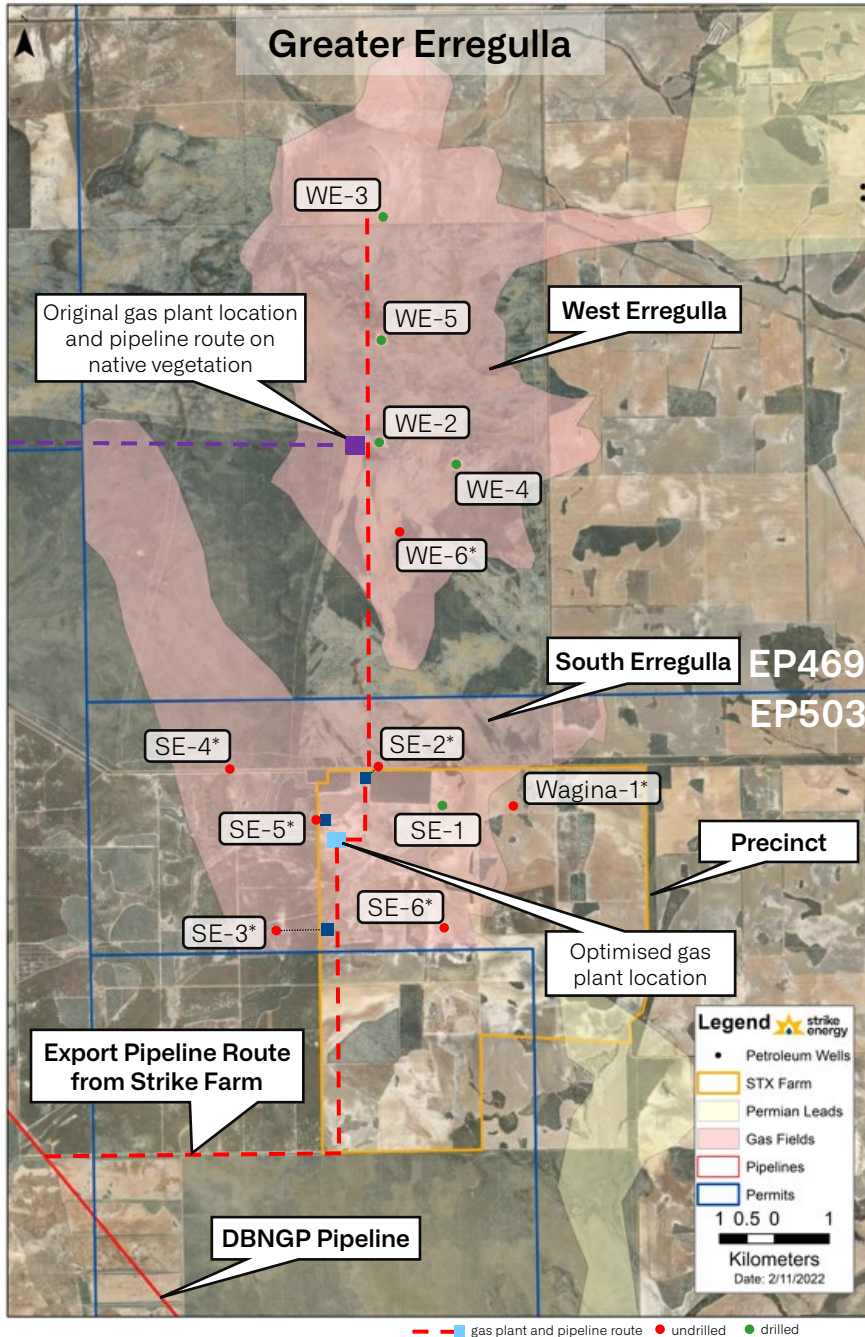 Greater Erregulla
WE-3
Original gas plant location
and pipeline route on
native vegetation
WE-5
West Erregulla
WE-2
WE-4
WE-6*
South Erregulla
EP469
EP503
SE-4*
SE-2*
Wagina-1*
SE-5*
SE-1
Precinct
SE-3*
SE-6*
Optimised gas
plant location
Export Pipeline Route
from Strike Farm
DBNGP Pipeline
Legend
strike
energy
Petroleum Wells
STX Farm
Permian Leads
Gas Fields
Pipelines
Permits
1 0.5 0 1
Kilometers
Date: 2/11/2022
gas plant and pipeline route undrilled drilled